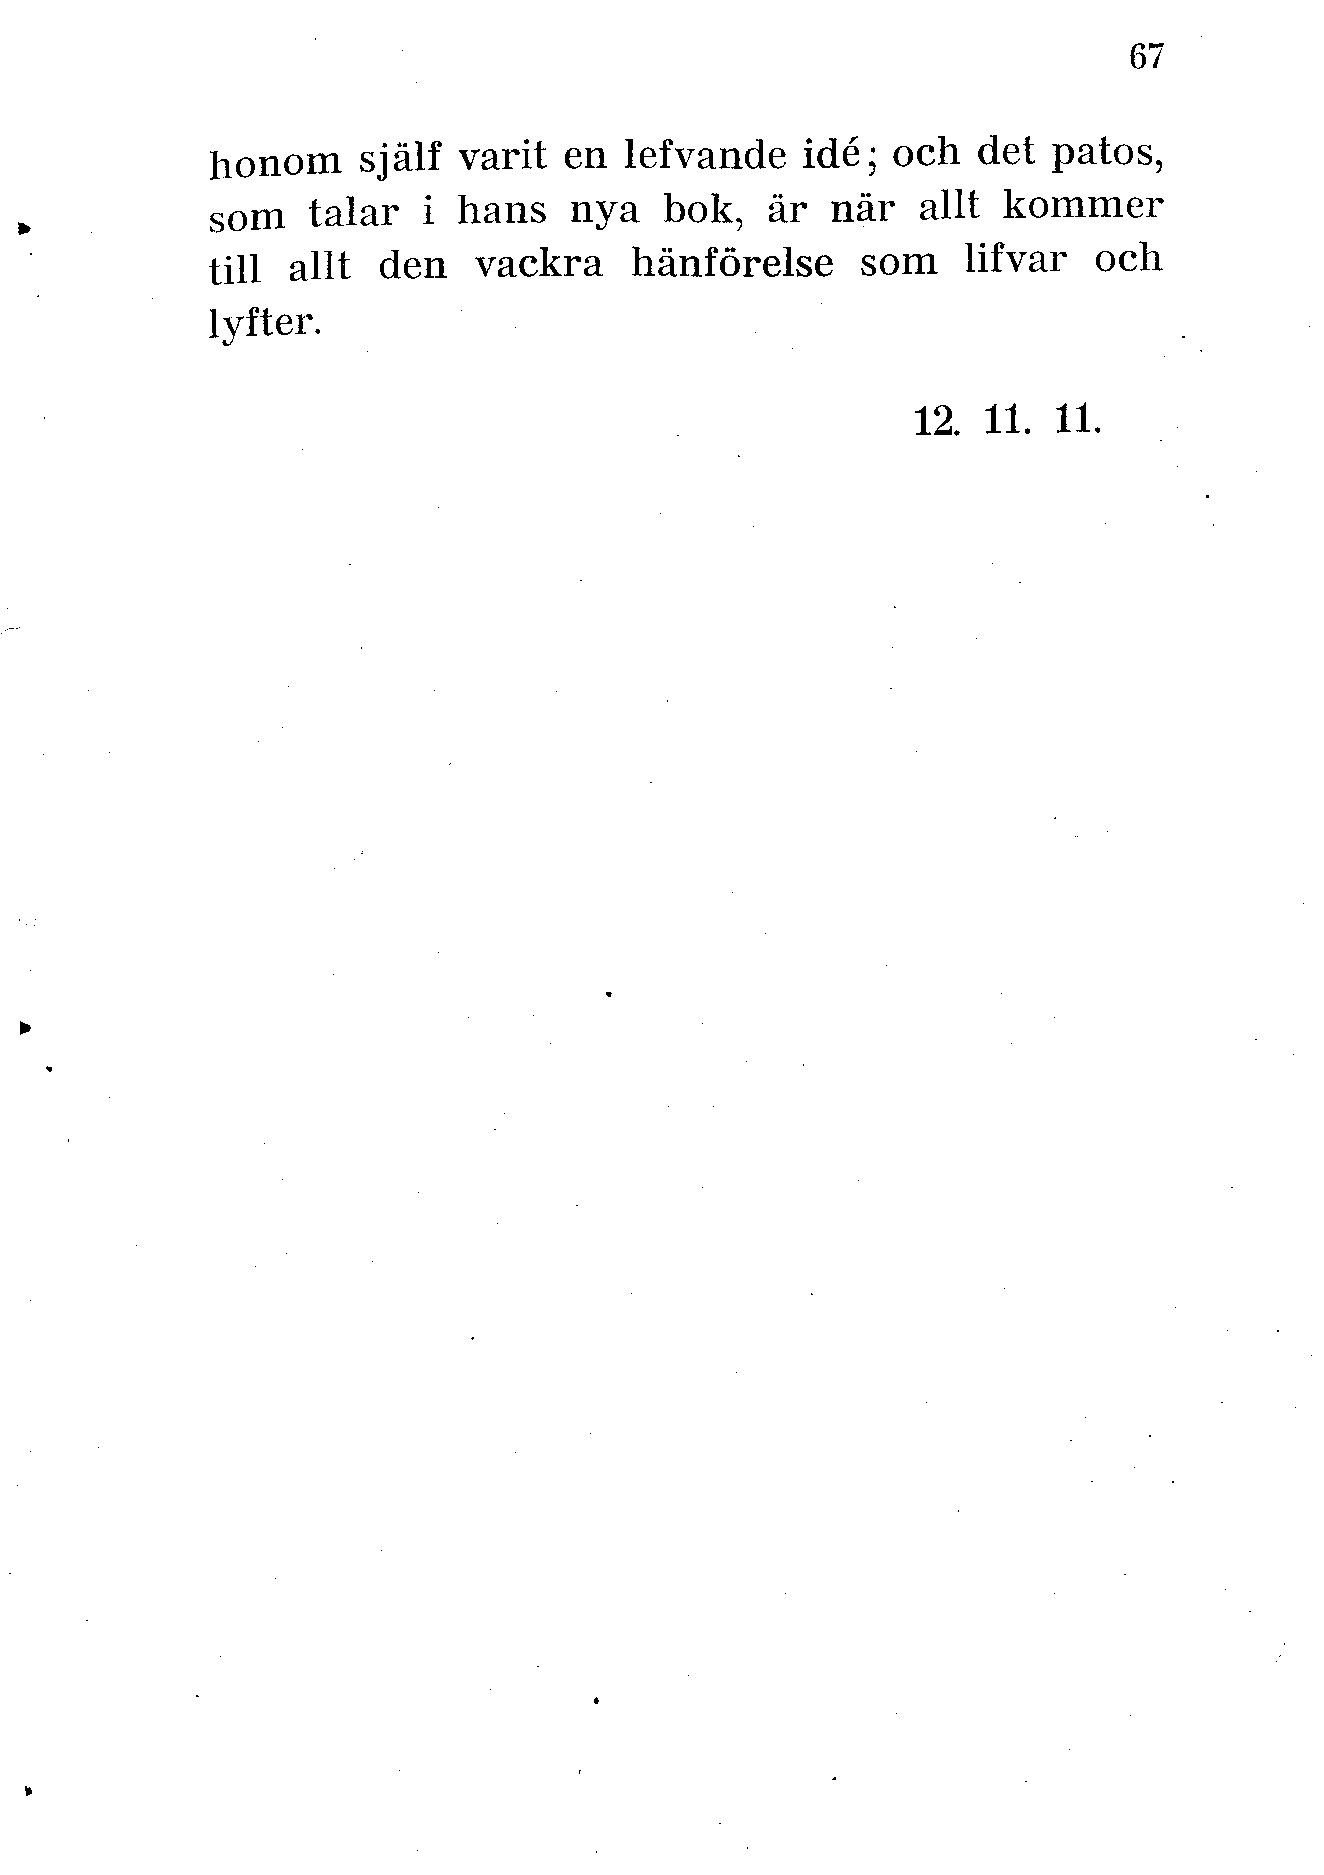 67
honom själf varit en lefvande idé; och det patos,
som talar i hans nya bok, är när allt kommer
till allt den vackra hänförelse som lifvar och
lyfter.
12. 11. 11.